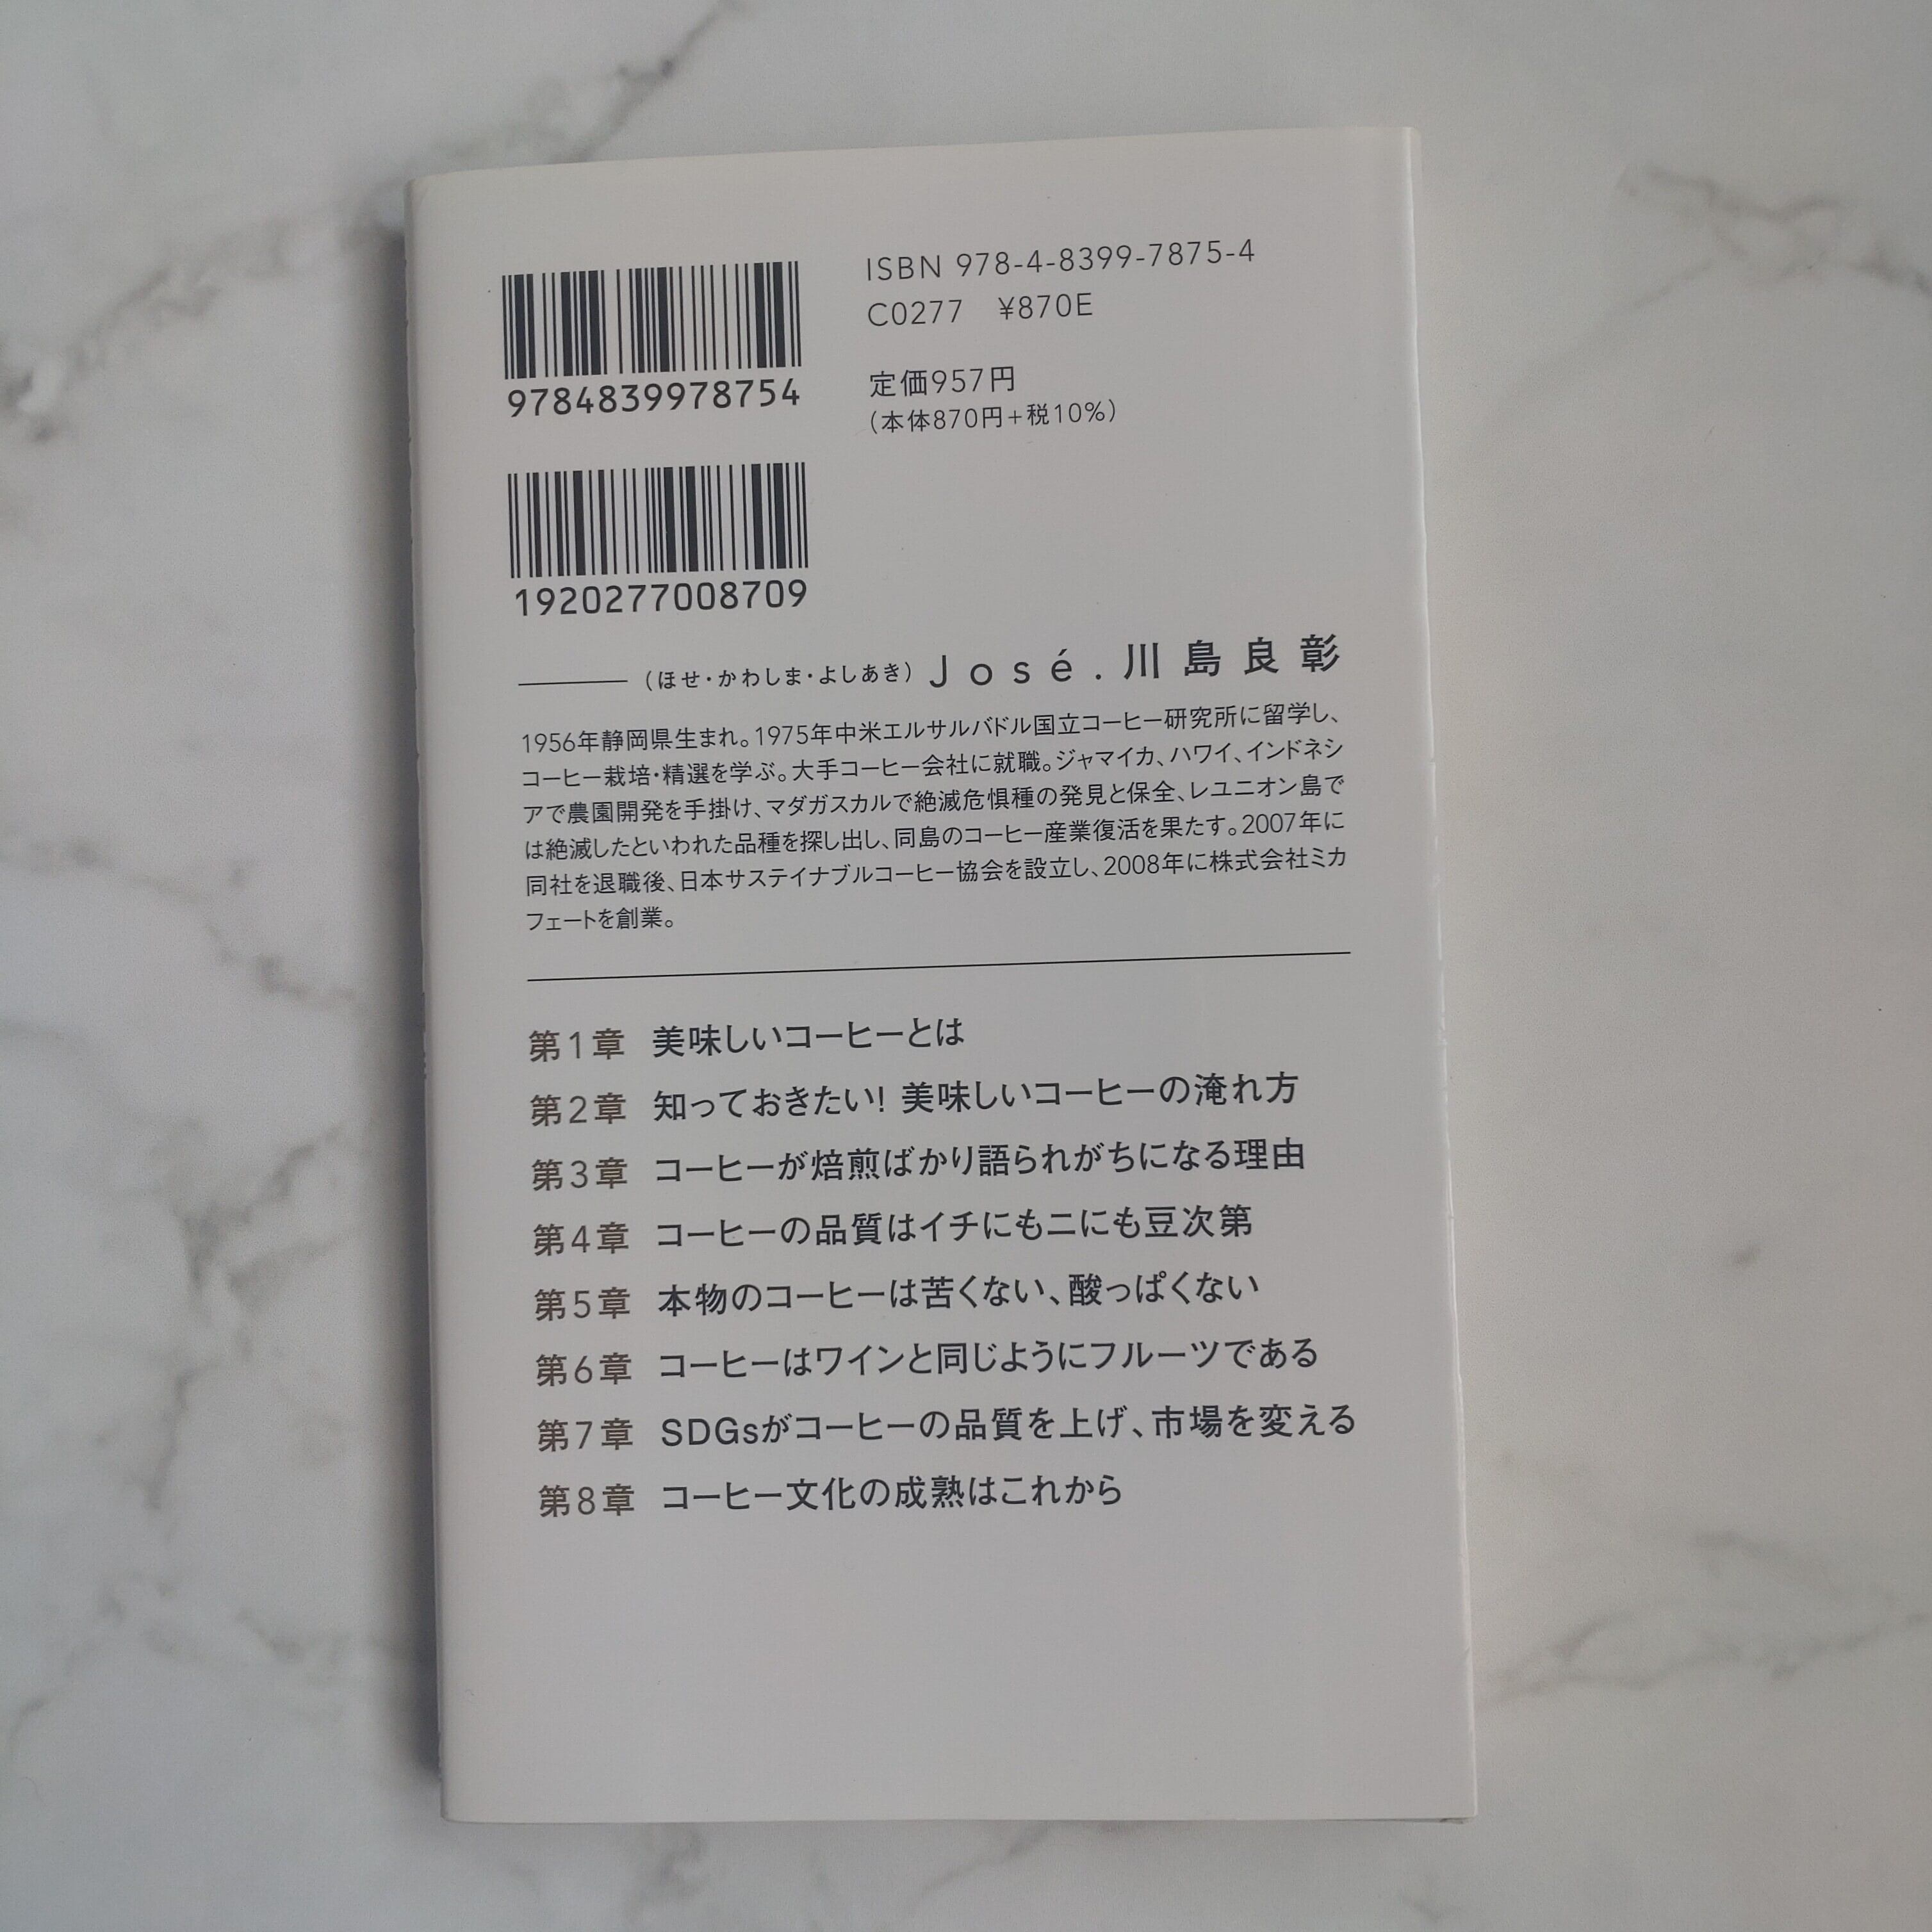 ISBN 978-4-8399-7875-4
C0277 ¥870E
定価957円
(本体870円+税10%)
9784839978754
1920277008709
(ほせ・かわしま・よしあき) José.川島良彰
1956年静岡県生まれ。1975年中米エルサルバドル国立コーヒー研究所に留学し、
コーヒー栽培・精選を学ぶ。大手コーヒー会社に就職。ジャマイカ、ハワイ、インドネシ
アで農園開発を手掛け、マダガスカルで絶滅危惧種の発見と保全、レユニオン島で
は絶滅したといわれた品種を探し出し、同島のコーヒー産業復活を果たす。2007年に
同社を退職後、日本サステイナブルコーヒー協会を設立し、2008年に株式会社ミカ
フェートを創業。
第1章 美味しいコーヒーとは
第2章 知っておきたい! 美味しいコーヒーの淹れ方
第3章 コーヒーが焙煎ばかり語られがちになる理由
第4章 コーヒーの品質はイチにもニにも豆次第
第5章 本物のコーヒーは苦くない、酸っぱくない
第6章 コーヒーはワインと同じようにフルーツである
第7章 SDGsがコーヒーの品質を上げ、市場を変える
第8章 コーヒー文化の成熟はこれから